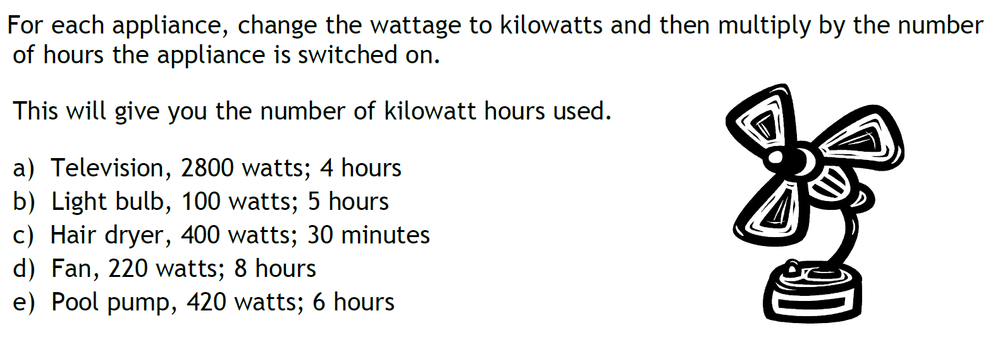 For each appliance, change the wattage to kilowatts and then multiply by the number
of hours the appliance is switched on.
This will give you the number of kilowatt hours used.
a) Television, 2800 watts; 4 hours
b) Light bulb, 100 watts; 5 hours
c) Hair dryer, 400 watts; 30 minutes
d) Fan, 220 watts; 8 hours
e) Pool pump, 420 watts; 6 hours